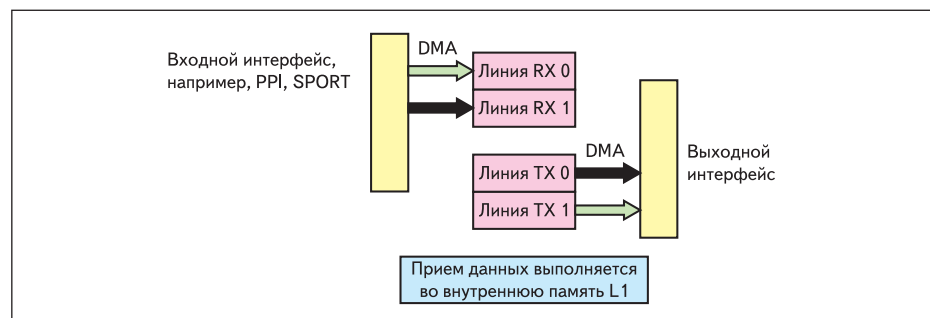 Входной интерфейс,
например, PPI, SPORT
DMA
Линия RX 0
Линия RX 1
Линия TX 0
Линия TX 1
DMA
Выходной
интерфейс
Прием данных выполняется
во внутреннюю память L1